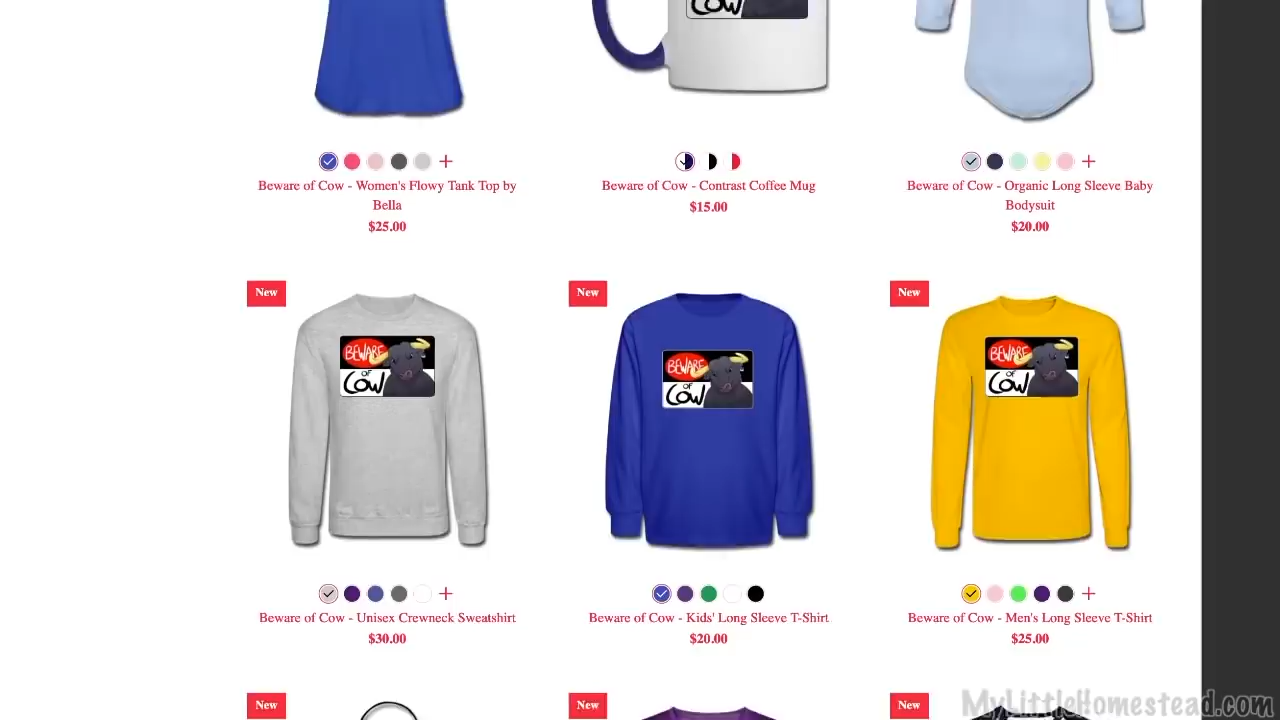 COW
Beware of Cow - Women's Flowy Tank Top by
Bella
$25.00
Beware of Cow - Contrast Coffee Mug
$15.00
Beware of Cow - Organic Long Sleeve Baby
Bodysuit
$20.00
New
New
New
BEWARE
OF
COW
BEWARE
OF
COW
BEWARE
OF
COW
Beware of Cow - Unisex Crewneck Sweatshirt
$30.00
Beware of Cow - Kids' Long Sleeve T-Shirt
$20.00
Beware of Cow - Men's Long Sleeve T-Shirt
$25.00
New
New
New
MyLittleHomestead.com